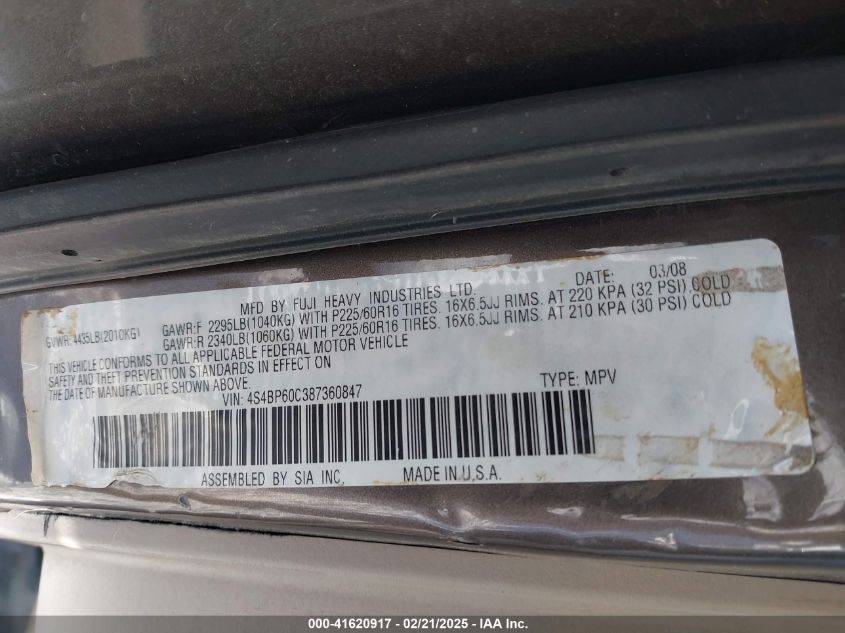 MFD BY FUJI HEAVY INDUSTRIES LTD. DATE: 03/08
GVWR: 4435LB(2010KG) GAWR:F 2295LB(1040KG) WITH P225/60R16 TIRES. 16X6.5JJ RIMS. AT 220 KPA (32 PSI) COLD
GAWR:R 2340LB(1060KG) WITH P225/60R16 TIRES. 16X6.5JJ RIMS. AT 210 KPA (30 PSI) COLD
THIS VEHICLE CONFORMS TO ALL APPLICABLE FEDERAL MOTOR VEHICLE
SAFETY AND THEFT PREVENTION STANDARDS IN EFFECT ON
THE DATE OF MANUFACTURE SHOWN ABOVE.
VIN: 4S4BP60C387360847 TYPE: MPV
ASSEMBLED BY SIA INC, MADE IN U.S.A.
000-41620917 - 02/21/2025 - IAA Inc.